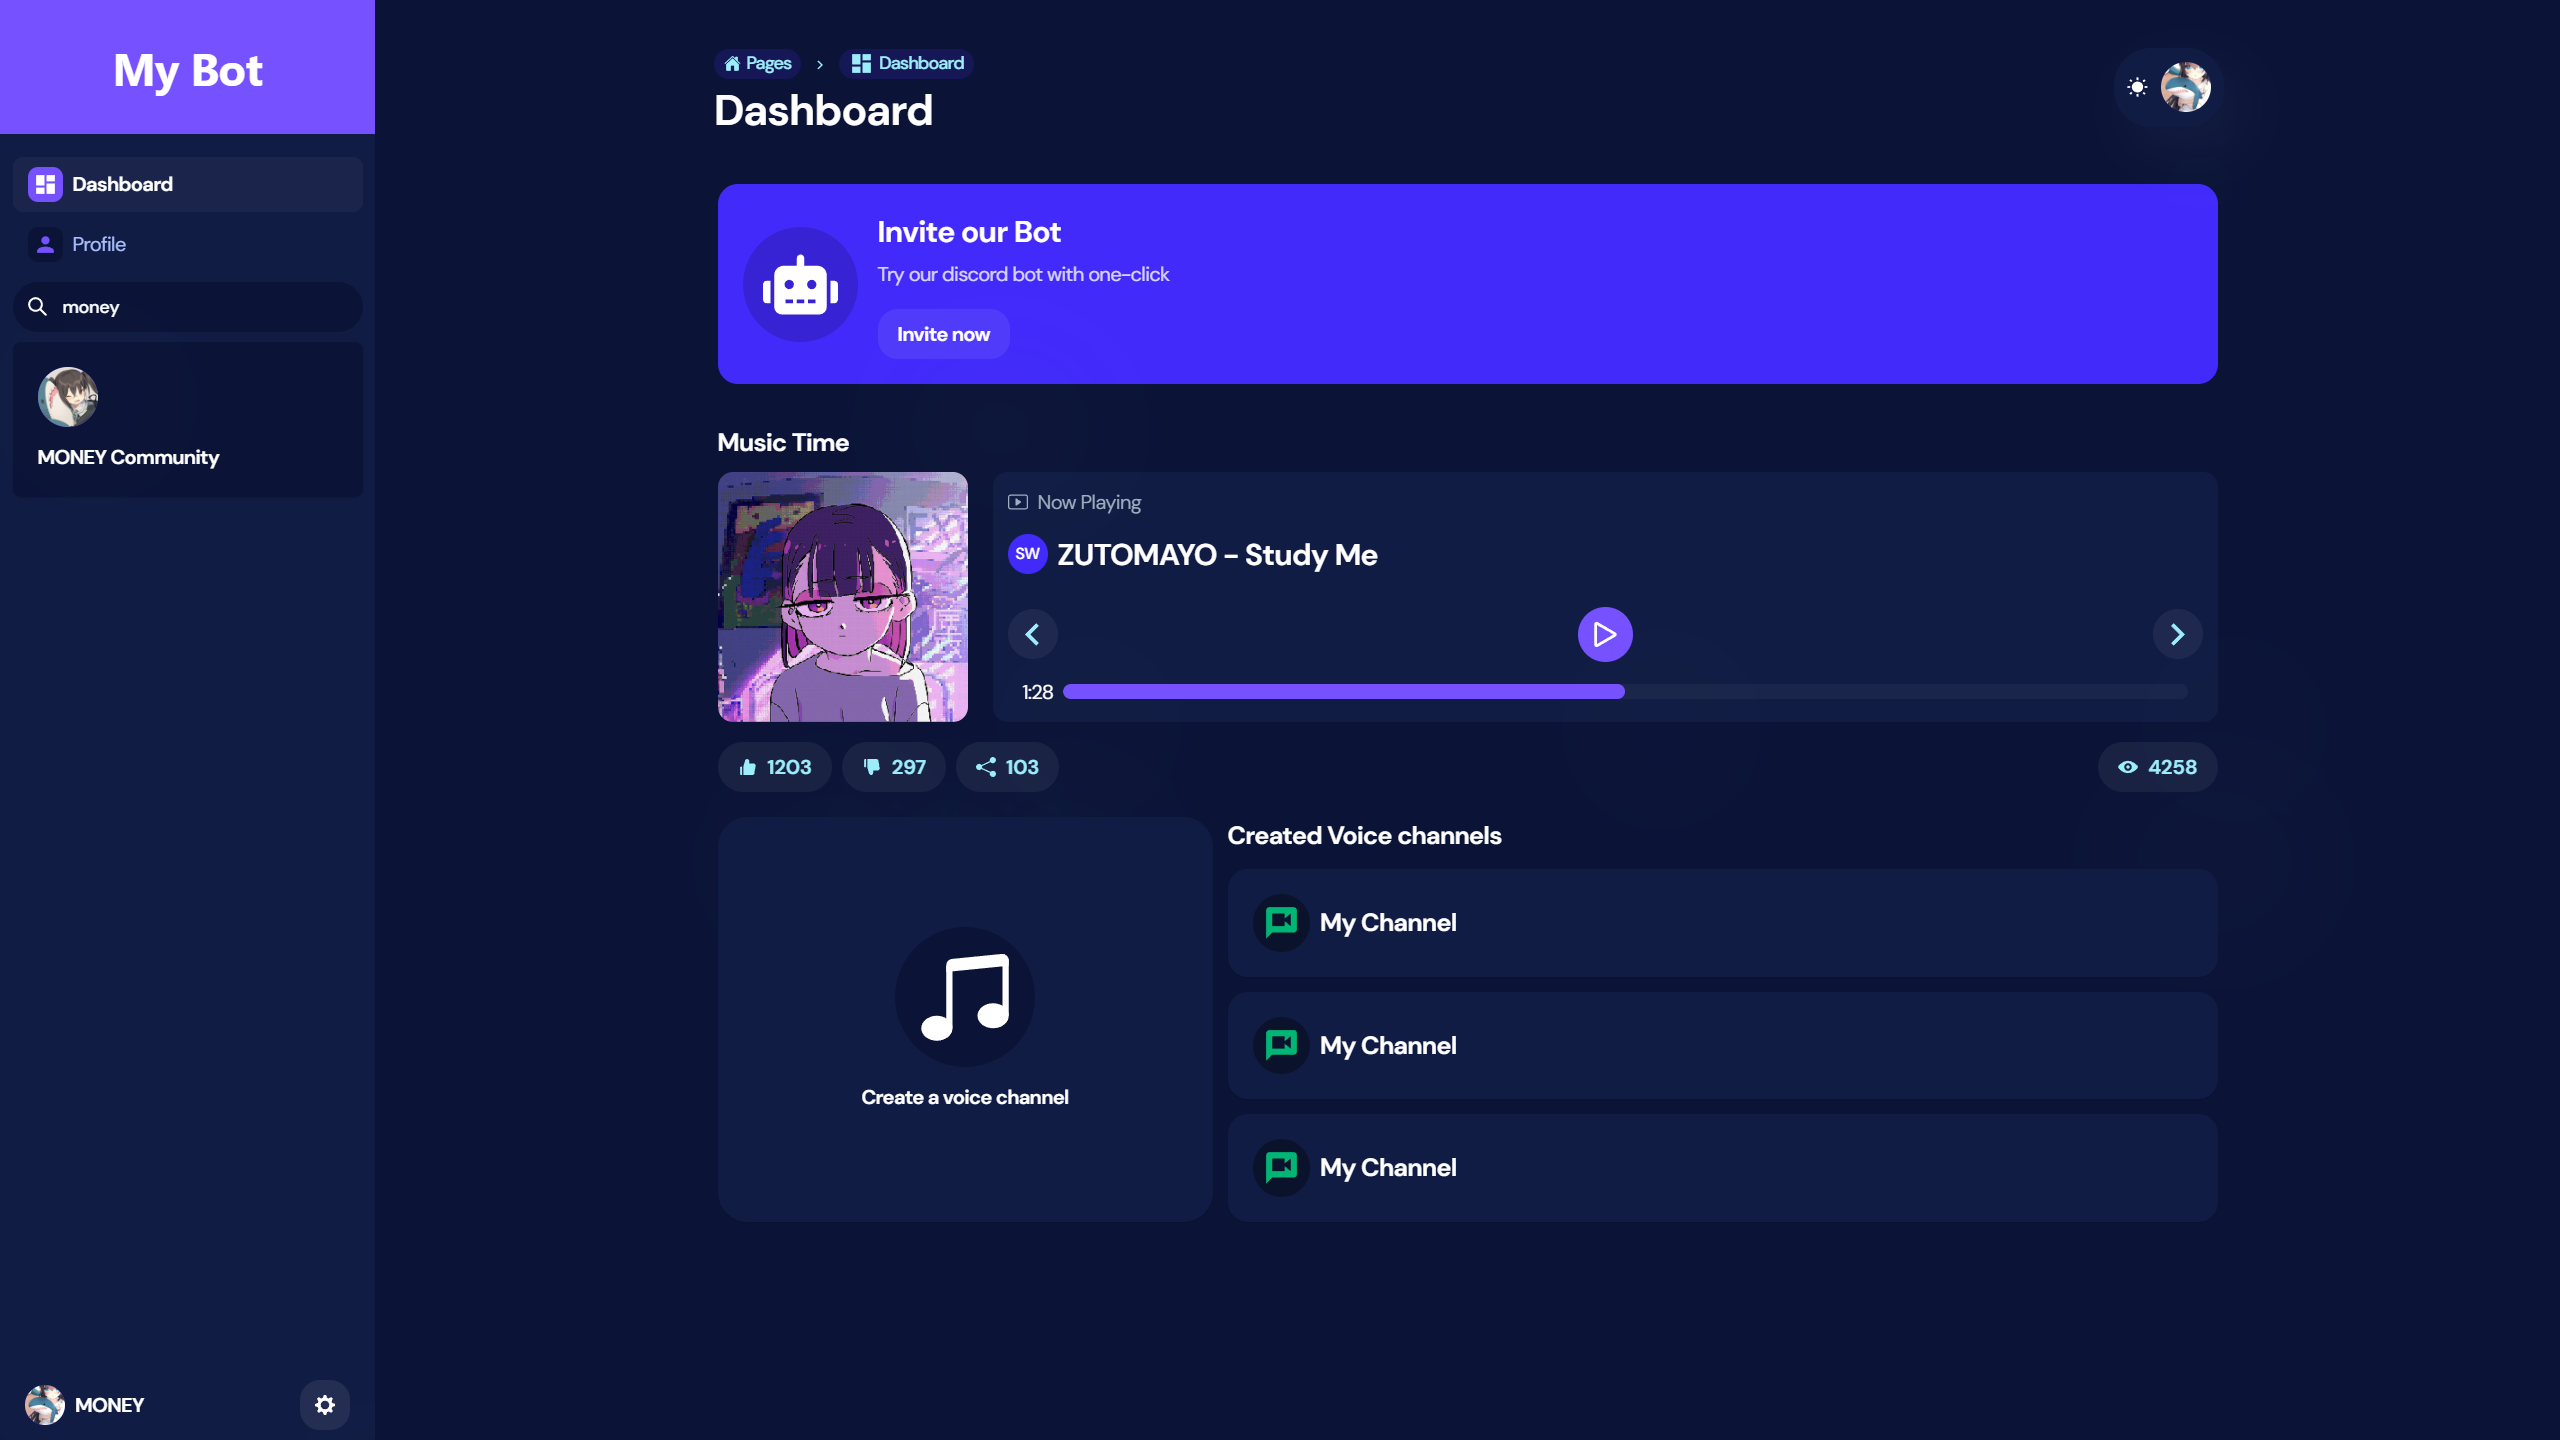 My Bot
Dashboard
Profile
money
MONEY Community
MONEY
Pages › Dashboard
Dashboard
Invite our Bot
Try our discord bot with one-click
Invite now
Music Time
Now Playing
SW ZUTOMAYO - Study Me
1:28
1203 297 103 4258
Create a voice channel
Created Voice channels
My Channel
My Channel
My Channel